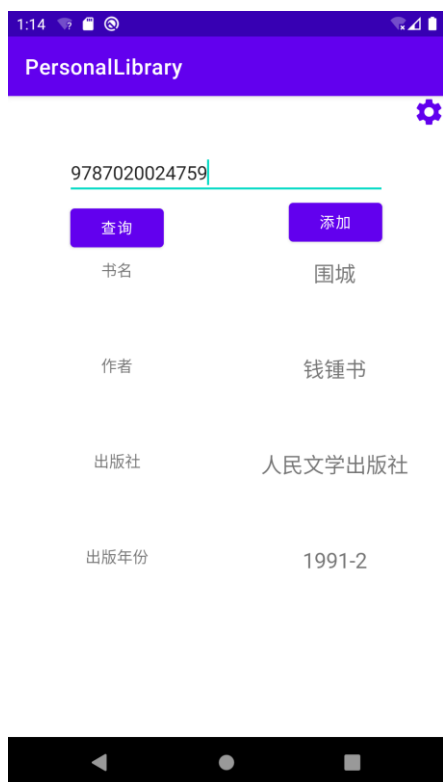 1:14
PersonalLibrary
9787020024759
查询 添加
书名 围城
作者 钱锺书
出版社 人民文学出版社
出版年份 1991-2